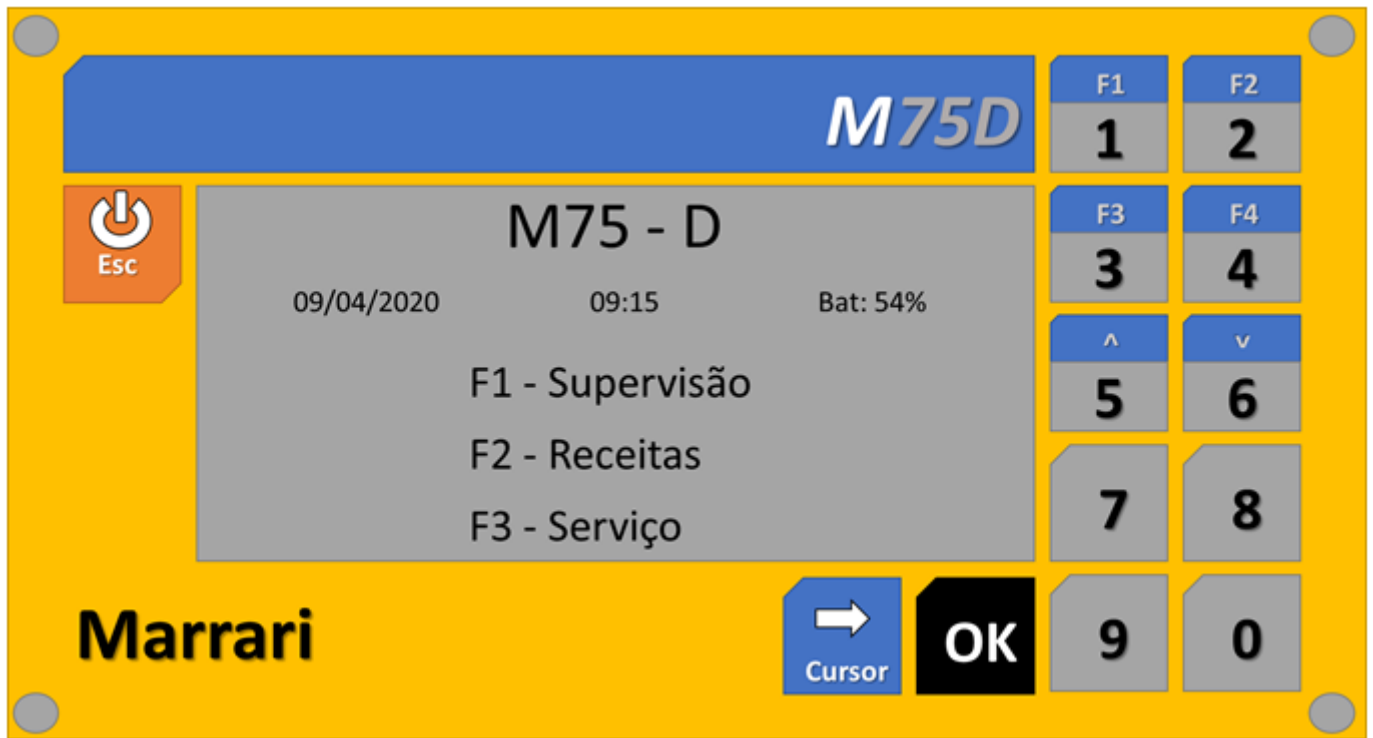 M75D
Esc
M75 - D
09/04/2020 09:15 Bat: 54%
F1 - Supervisão
F2 - Receitas
F3 - Serviço
Marrari
Cursor
OK
F1 F2
1 2
F3 F4
3 4
^ v
5 6
7 8
9 0